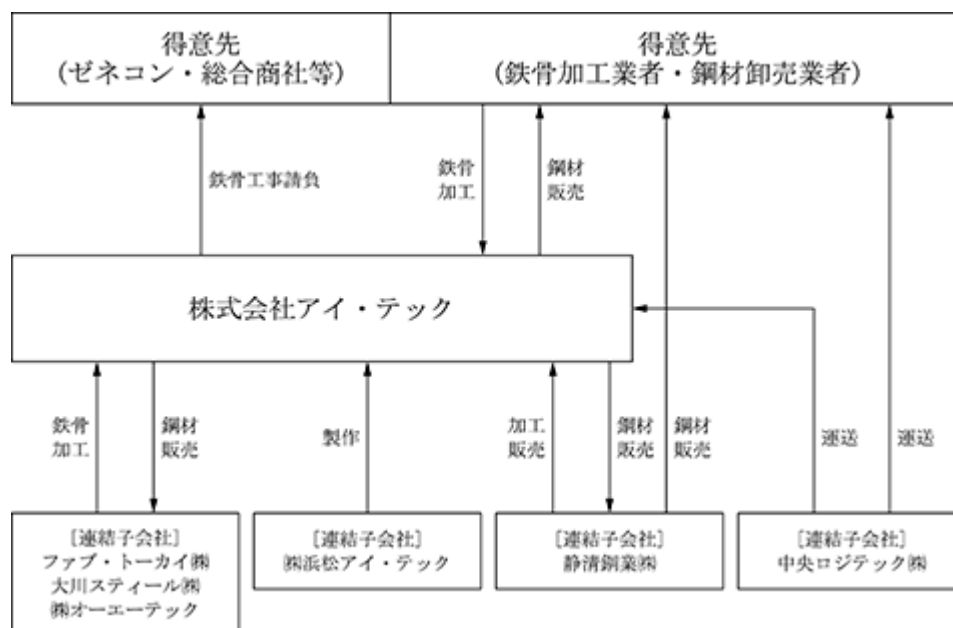 得意先
(ゼネコン・総合商社等)
得意先
(鉄骨加工業者・鋼材卸売業者)
鉄骨工事請負
鉄骨
加工
鋼材
販売
株式会社アイ・テック
鉄骨
加工
鋼材
販売
製作
加工
販売
鋼材
販売
鋼材
販売
運送
運送
[連結子会社]
ファブ・トーカイ㈱
大川スティール㈱
㈱オーエーテック
[連結子会社]
㈱浜松アイ・テック
[連結子会社]
静清鋼業㈱
[連結子会社]
中央ロジテック㈱